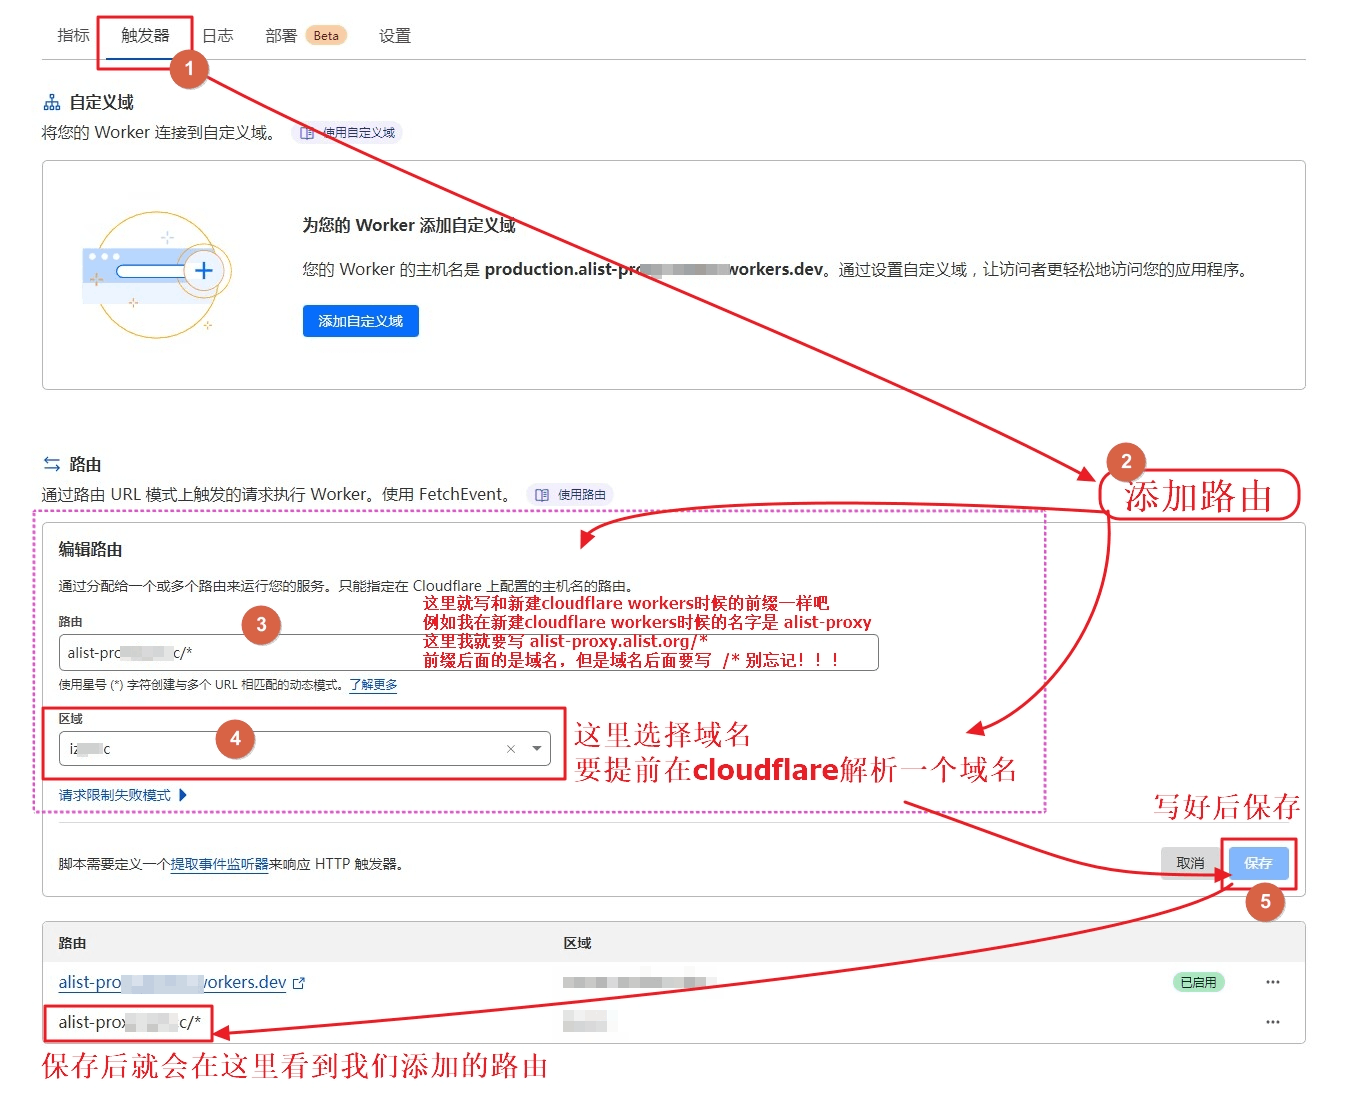 指标 触发器 日志 部署 Beta 设置
1
自定义域
将您的 Worker 连接到自定义域。 使用自定义域
为您的 Worker 添加自定义域
您的 Worker 的主机名是 production.alist-pro workers.dev。通过设置自定义域，让访问者更轻松地访问您的应用程序。
添加自定义域
2
添加路由
路由
通过路由 URL 模式上触发的请求执行 Worker。使用 FetchEvent。 使用路由
编辑路由
通过分配给一个或多个路由来运行您的服务。只能指定在 Cloudflare 上配置的主机名的路由。
这里就写和新建cloudflare workers时候的前缀一样吧
例如我在新建cloudflare workers时候的名字是 alist-proxy
这里我就要写 alist-proxy.alist.org/*
前缀后面的是域名，但是域名后面要写 /* 别忘记！！！
路由
3
alist-pro c/*
使用星号 (*) 字符创建与多个 URL 相匹配的动态模式。了解更多
区域
4
iz c
这里选择域名
要提前在cloudflare解析一个域名
请求限制失败模式
写好后保存
脚本需要定义一个提取事件监听器来响应 HTTP 触发器。
取消 保存
5
路由 区域
alist-pro workers.dev 已启用
alist-prox c/*
保存后就会在这里看到我们添加的路由